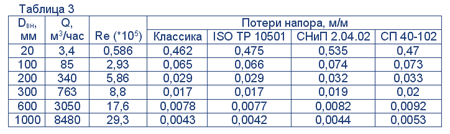 Таблица 3
Dвн, мм Q, м³/час Re (*10⁵) Потери напора, м/м
Классика ISO TP 10501 СНиП 2.04.02 СП 40-102
20 3,4 0,586 0,462 0,475 0,535 0,47
100 85 2,93 0,065 0,066 0,074 0,073
200 340 5,86 0,029 0,029 0,032 0,033
300 763 8,8 0,017 0,017 0,019 0,02
600 3050 17,6 0,0078 0,0077 0,0082 0,0092
1000 8480 29,3 0,0043 0,0042 0,0044 0,0053